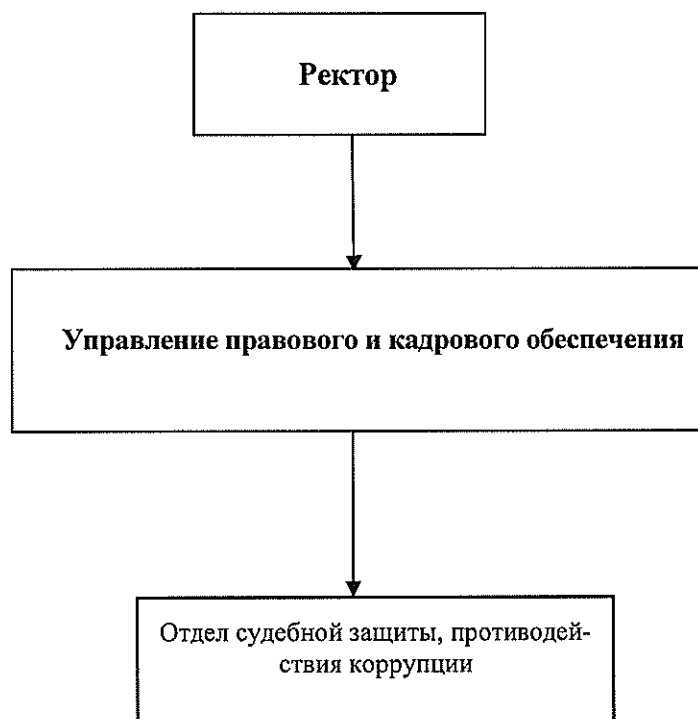 Ректор
Управление правового и кадрового обеспечения
Отдел судебной защиты, противодей-
ствия коррупции